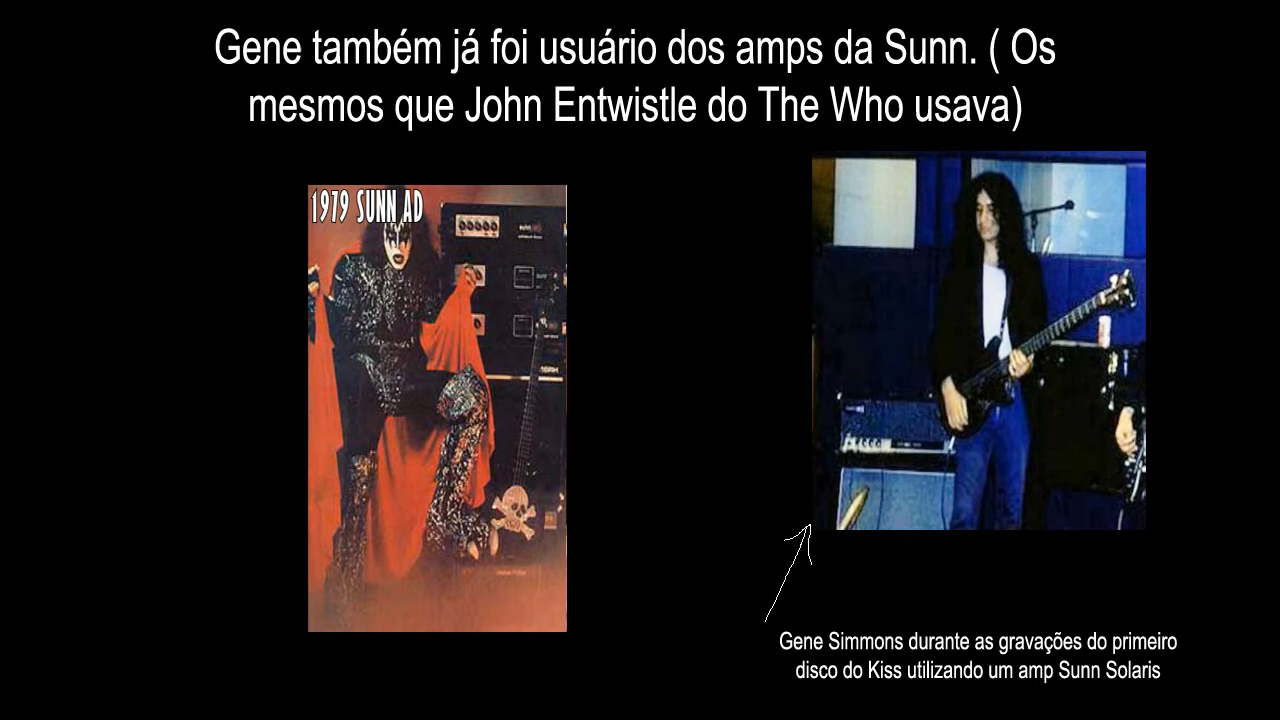 Gene também já foi usuário dos amps da Sunn. ( Os
mesmos que John Entwistle do The Who usava)
1979 SUNN AD
Gene Simmons durante as gravações do primeiro
disco do Kiss utilizando um amp Sunn Solaris